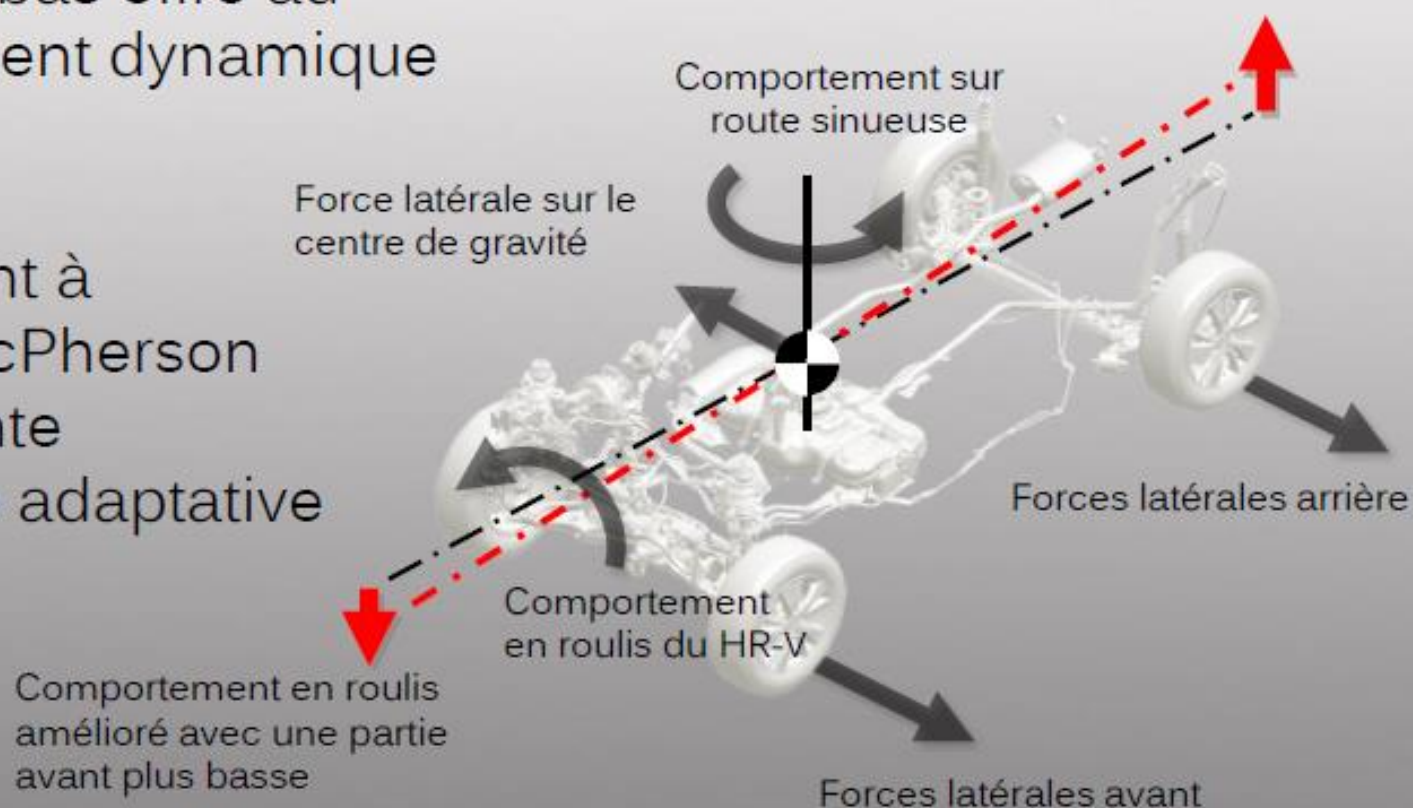 ent dynamique
Comportement sur
route sinueuse
Force latérale sur le
centre de gravité
nt à
cPherson
nte
adaptative
Forces latérales arrière
Comportement
en roulis du HR-V
Comportement en roulis
amélioré avec une partie
avant plus basse
Forces latérales avant